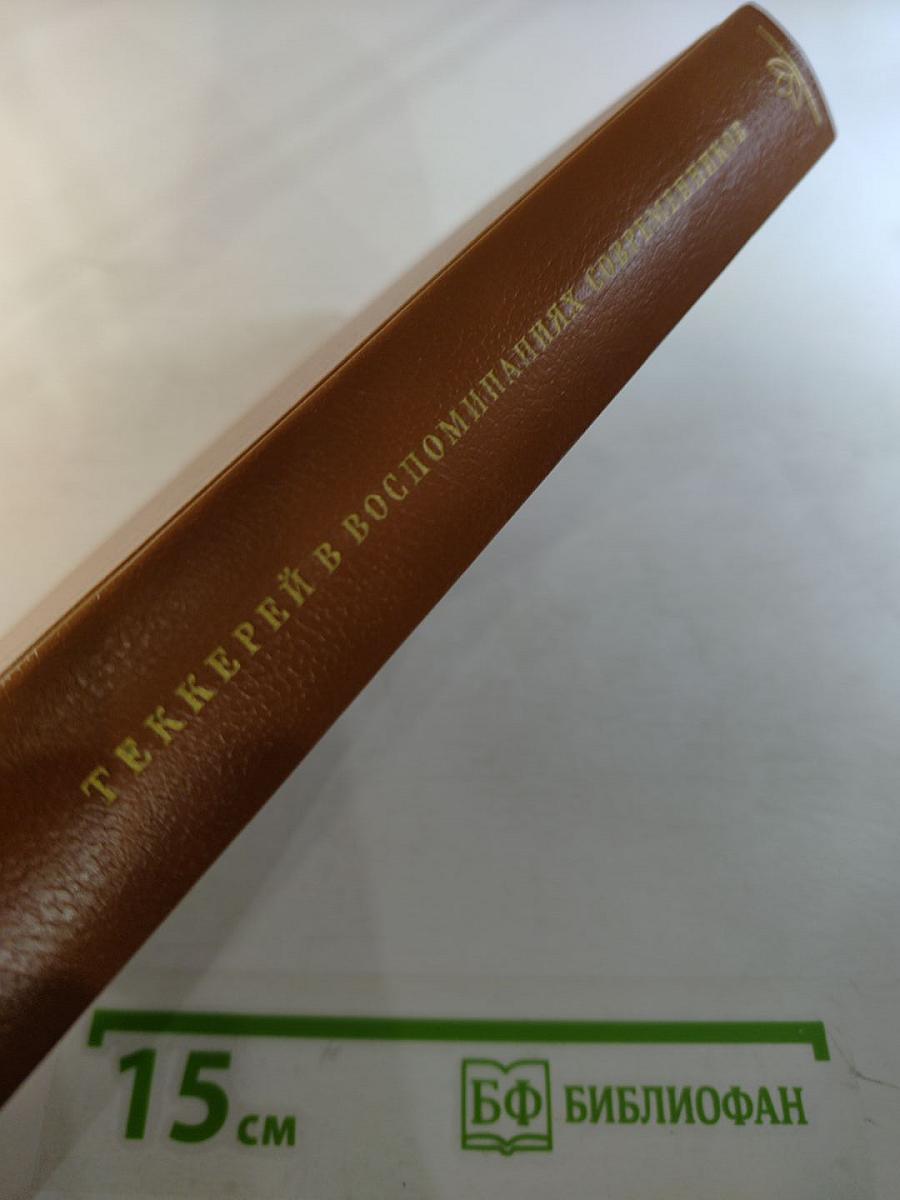 ТЕККЕРЕЙ В ВОСПОМИНАНИЯХ СОВРЕМЕННИКОВ
15 см
БФ БИБЛИОФАН